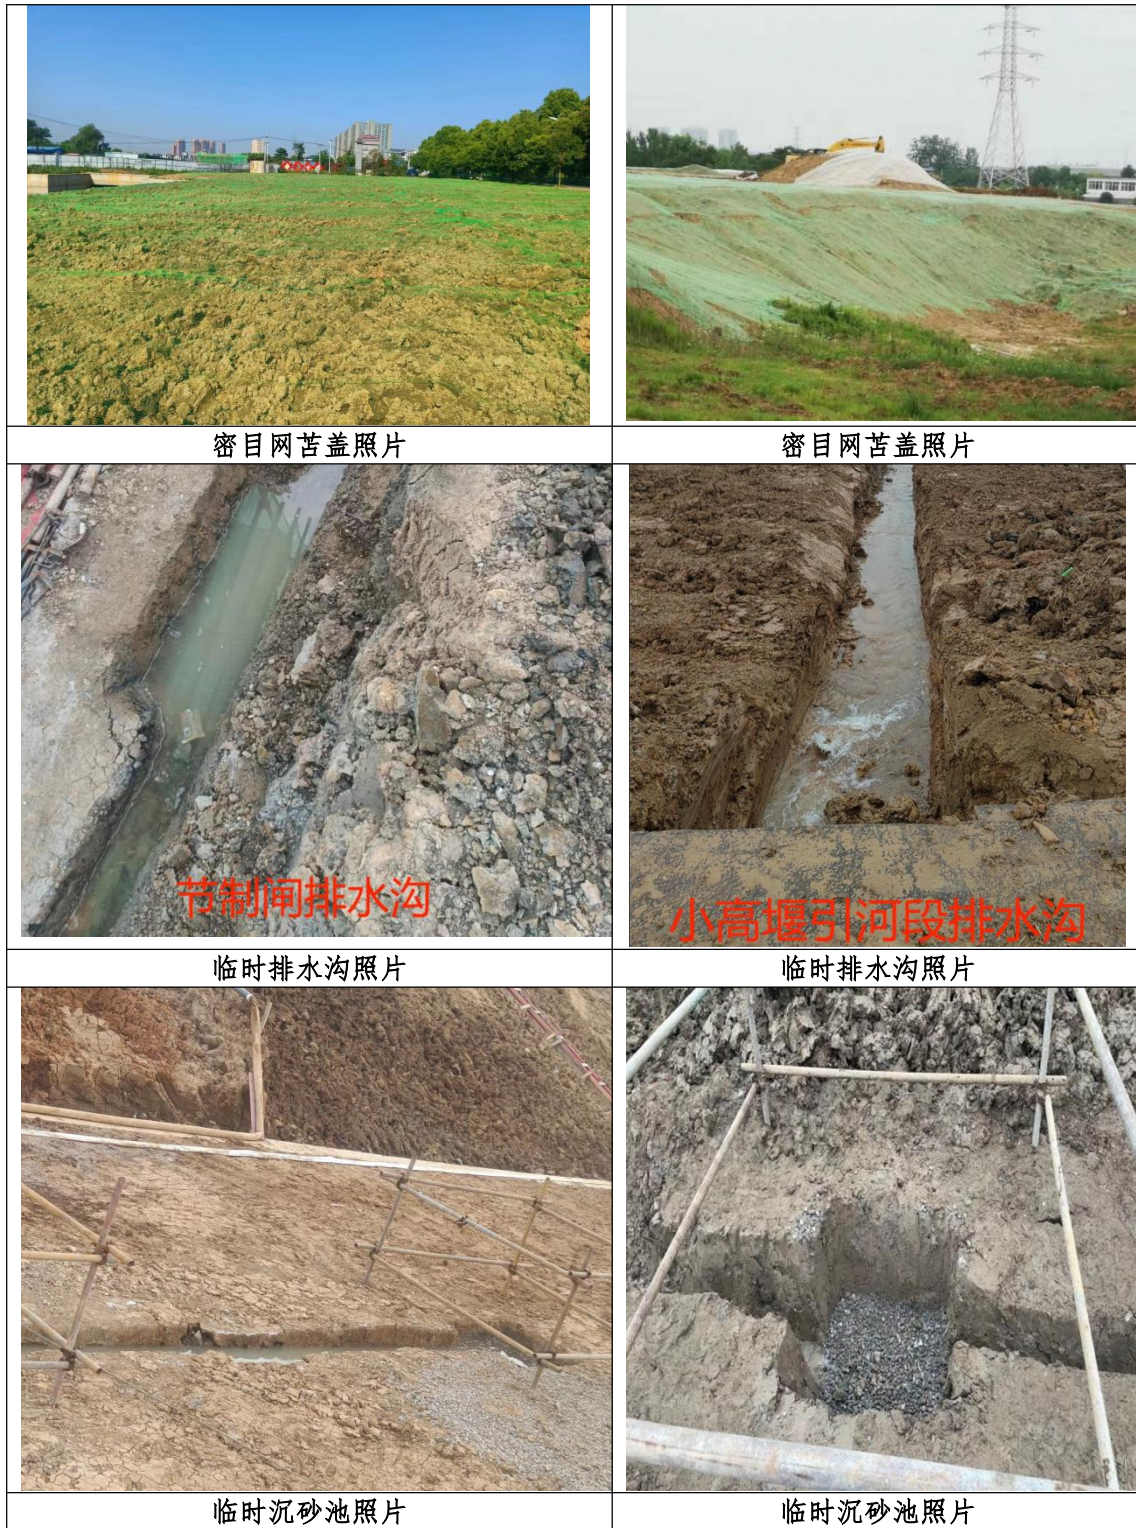 密目网苫盖照片
密目网苫盖照片
节制闸排水沟
小高堰引河段排水沟
临时排水沟照片
临时排水沟照片
临时沉砂池照片
临时沉砂池照片